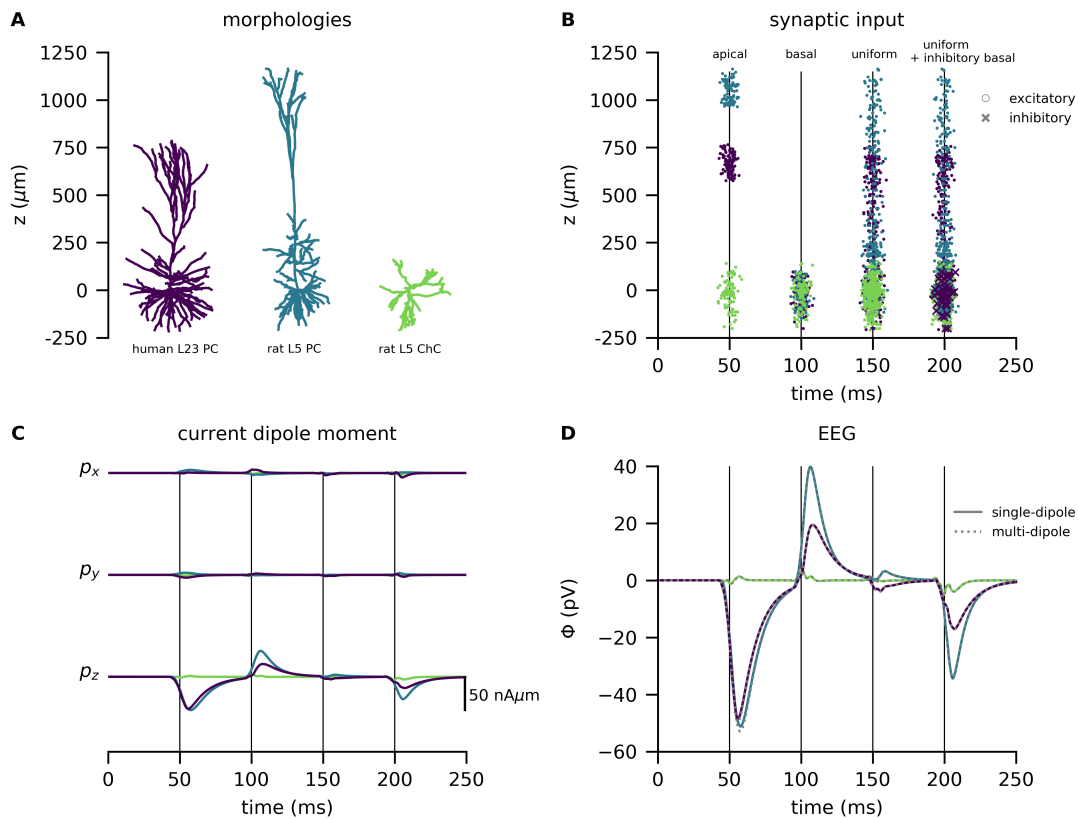 A
morphologies
1250
1000
750
500
250
0
-250
z (μm)
human L23 PC
rat L5 PC
rat L5 ChC
B
synaptic input
apical
basal
uniform
uniform
+ inhibitory basal
excitatory
inhibitory
1250
1000
750
500
250
0
-250
z (μm)
0
50
100
150
200
250
time (ms)
C
current dipole moment
px
py
pz
50 nAμm
0
50
100
150
200
250
time (ms)
D
EEG
40
20
0
−20
−40
−60
Φ (pV)
single-dipole
multi-dipole
0
50
100
150
200
250
time (ms)